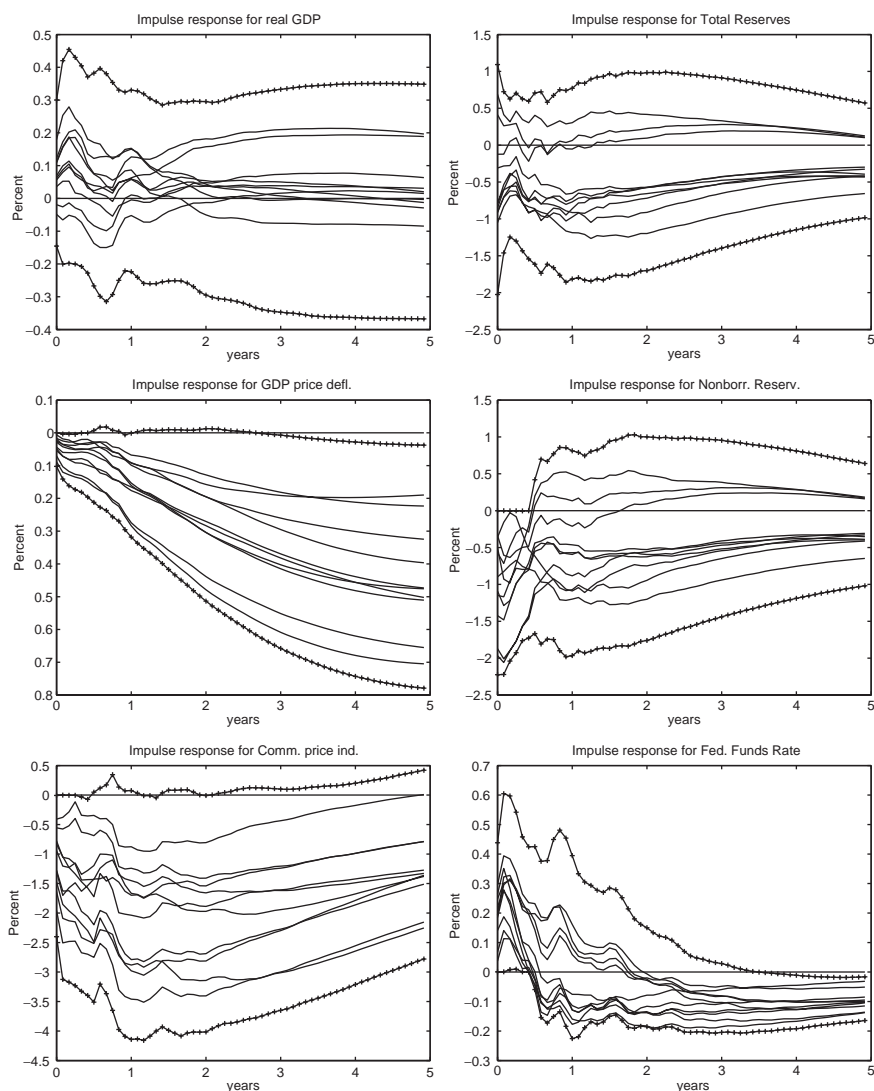 Impulse response for real GDP
0.5
0.4
0.3
0.2
0.1
0
−0.1
−0.2
−0.3
−0.4
Percent
0 1 2 3 4 5
years
Impulse response for Total Reserves
1.5
1
0.5
0
−0.5
−1
−1.5
−2
−2.5
Percent
0 1 2 3 4 5
years
Impulse response for GDP price defl.
0.1
0
0.1
0.2
0.3
0.4
0.5
0.6
0.7
0.8
Percent
0 1 2 3 4 5
years
Impulse response for Nonborr. Reserv.
1.5
1
0.5
0
−0.5
−1
−1.5
−2
−2.5
Percent
0 1 2 3 4 5
years
Impulse response for Comm. price ind.
0.5
0
−0.5
−1
−1.5
−2
−2.5
−3
−3.5
−4
−4.5
Percent
0 1 2 3 4 5
years
Impulse response for Fed. Funds Rate
0.7
0.6
0.5
0.4
0.3
0.2
0.1
0
−0.1
−0.2
−0.3
Percent
0 1 2 3 4 5
years